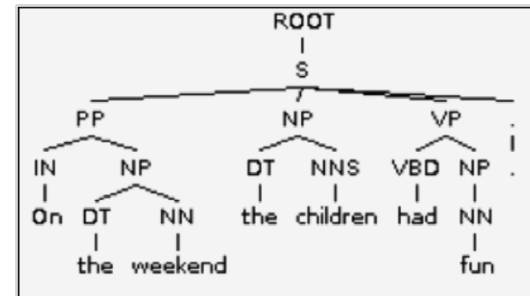 ROOT
S
PP NP VP .
IN NP DT NNS VBD NP .
On DT NN the children had NN
the weekend fun